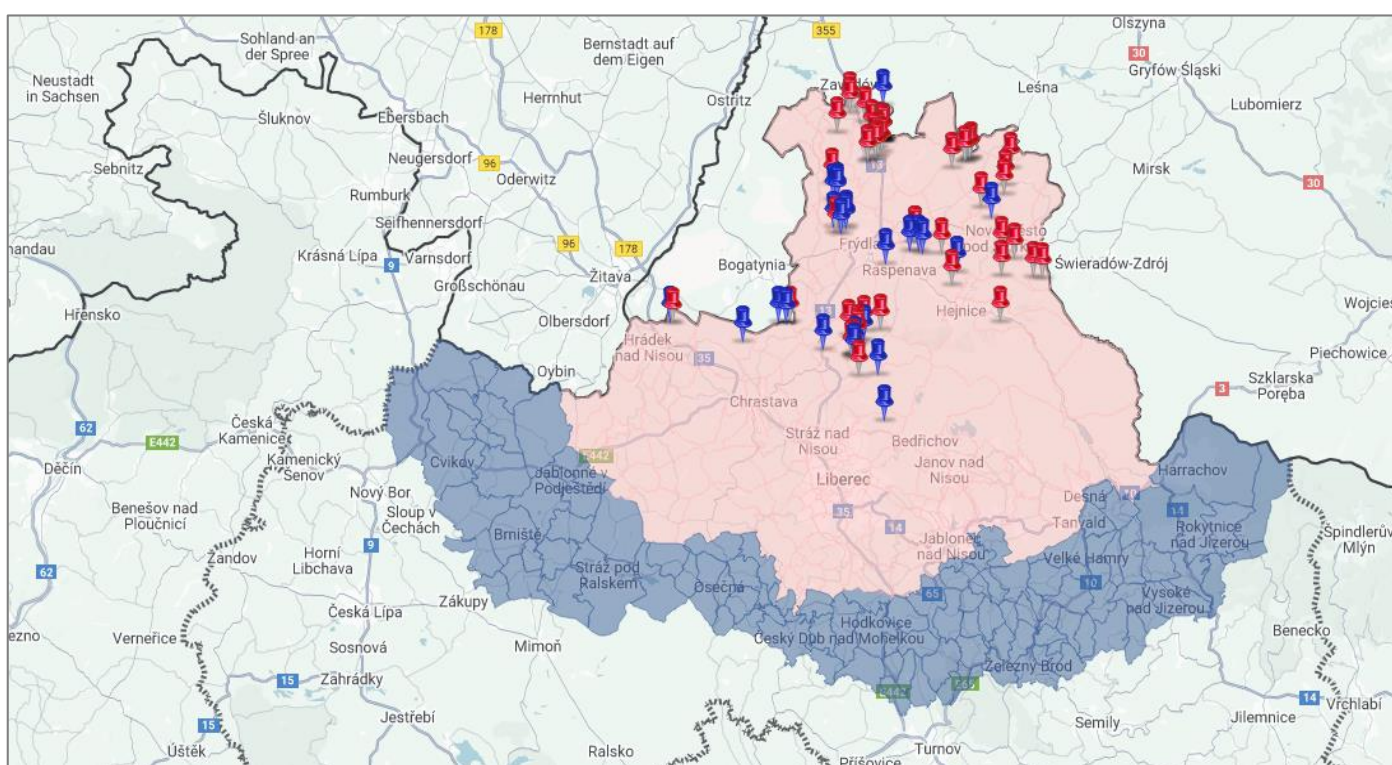 Olszyna
Sohland an
der Spree
178
Bernstadt auf
dem Eigen
355
30
Gryfów Śląski
Neustadt
in Sachsen
Herrnhut
Ostritz
Leśna
Lubomierz
Šluknov
Ebersbach
Neugersdorf
96
Oderwitz
Sebnitz
Rumburk
Seifhennersdorf
13
Mirsk
30
Krásná Lípa
9
Varnsdorf
96
178
Žitava
Bogatynia
Raspenava
Świeradów-Zdrój
Großschönau
Hřensko
Olbersdorf
Hejnice
Hrádek
nad Nisou
35
Piechowice
Oybin
Szklarska
Poręba
3
Chrastava
Česká
Kamenice
62
E442
Děčín
Kamenický
Šenov
Stráž nad
Nisou
Bedřichov
Janov nad
Nisou
Cvikov
Jablonné v
Podještědí
E442
Liberec
Harrachov
Benešov nad
Ploučnicí
Nový Bor
Sloup v
Čechách
Desná
Tanvald
35
14
14
Rokytnice
nad Jizerou
Brniště
Jablonec
nad Nisou
Špindlerův
Mlýn
Žandov
Horní
Libchava
9
Velké Hamry
62
Stráž pod
Ralskem
Osečná
10
Vysoké
nad Jizerou
65
Česká Lípa
Zákupy
Hodkovice
nad Mohelkou
Český Dub
Verneřice
Sosnová
Mimoň
Benecko
Železný Brod
15
Zahrádky
E442
E65
14
Vrchlabí
15
Jestřebí
Semily
Jilemnice
Úštěk
Ralsko
Turnov
Příšovice